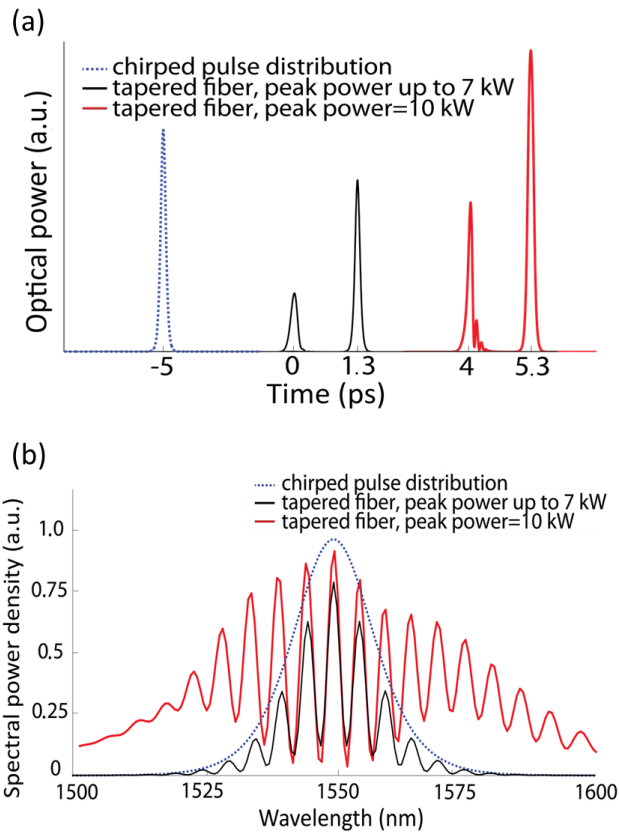 (a)
chirped pulse distribution
tapered fiber, peak power up to 7 kW
tapered fiber, peak power=10 kW
Optical power (a.u.)
-5 0 1.3 4 5.3
Time (ps)
(b)
chirped pulse distribution
tapered fiber, peak power up to 7 kW
tapered fiber, peak power=10 kW
Spectral power density (a.u.)
1.0
0.75
0.5
0.25
0
1500 1525 1550 1575 1600
Wavelength (nm)